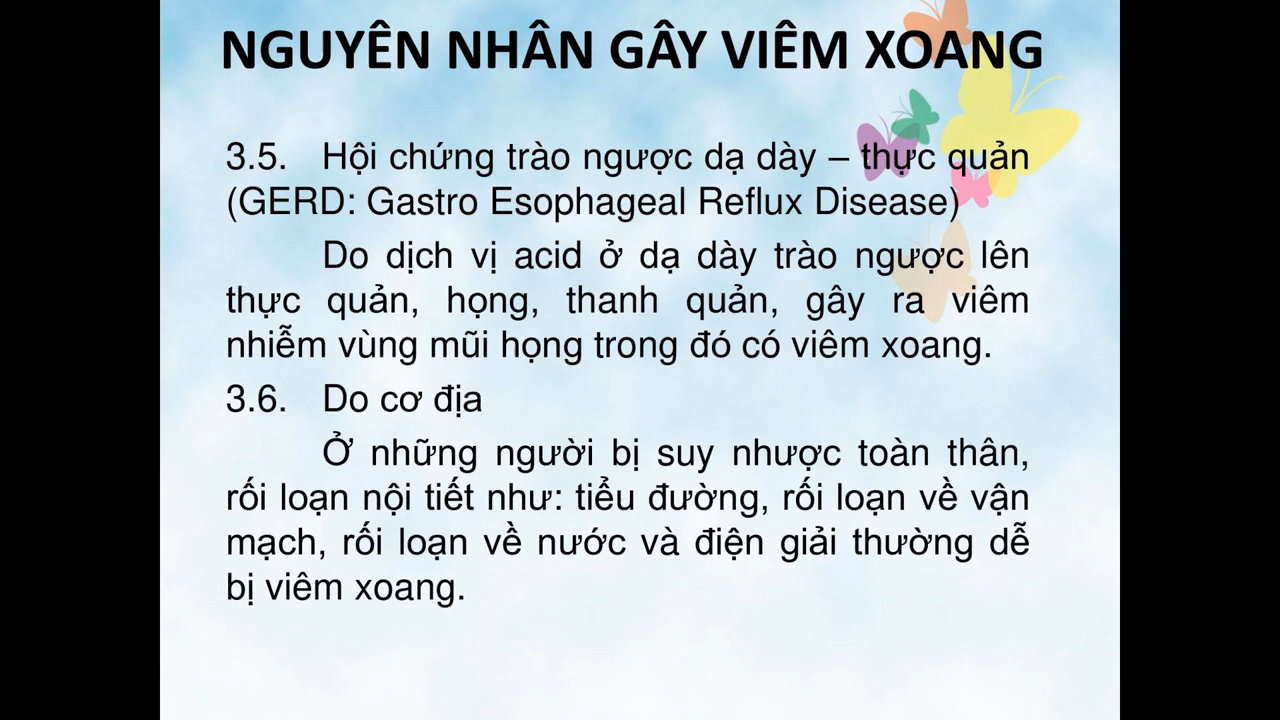 NGUYÊN NHÂN GÂY VIÊM XOANG
3.5. Hội chứng trào ngược dạ dày – thực quản
(GERD: Gastro Esophageal Reflux Disease)
Do dịch vị acid ở dạ dày trào ngược lên
thực quản, họng, thanh quản, gây ra viêm
nhiễm vùng mũi họng trong đó có viêm xoang.
3.6. Do cơ địa
Ở những người bị suy nhược toàn thân,
rối loạn nội tiết như: tiểu đường, rối loạn về vận
mạch, rối loạn về nước và điện giải thường dễ
bị viêm xoang.